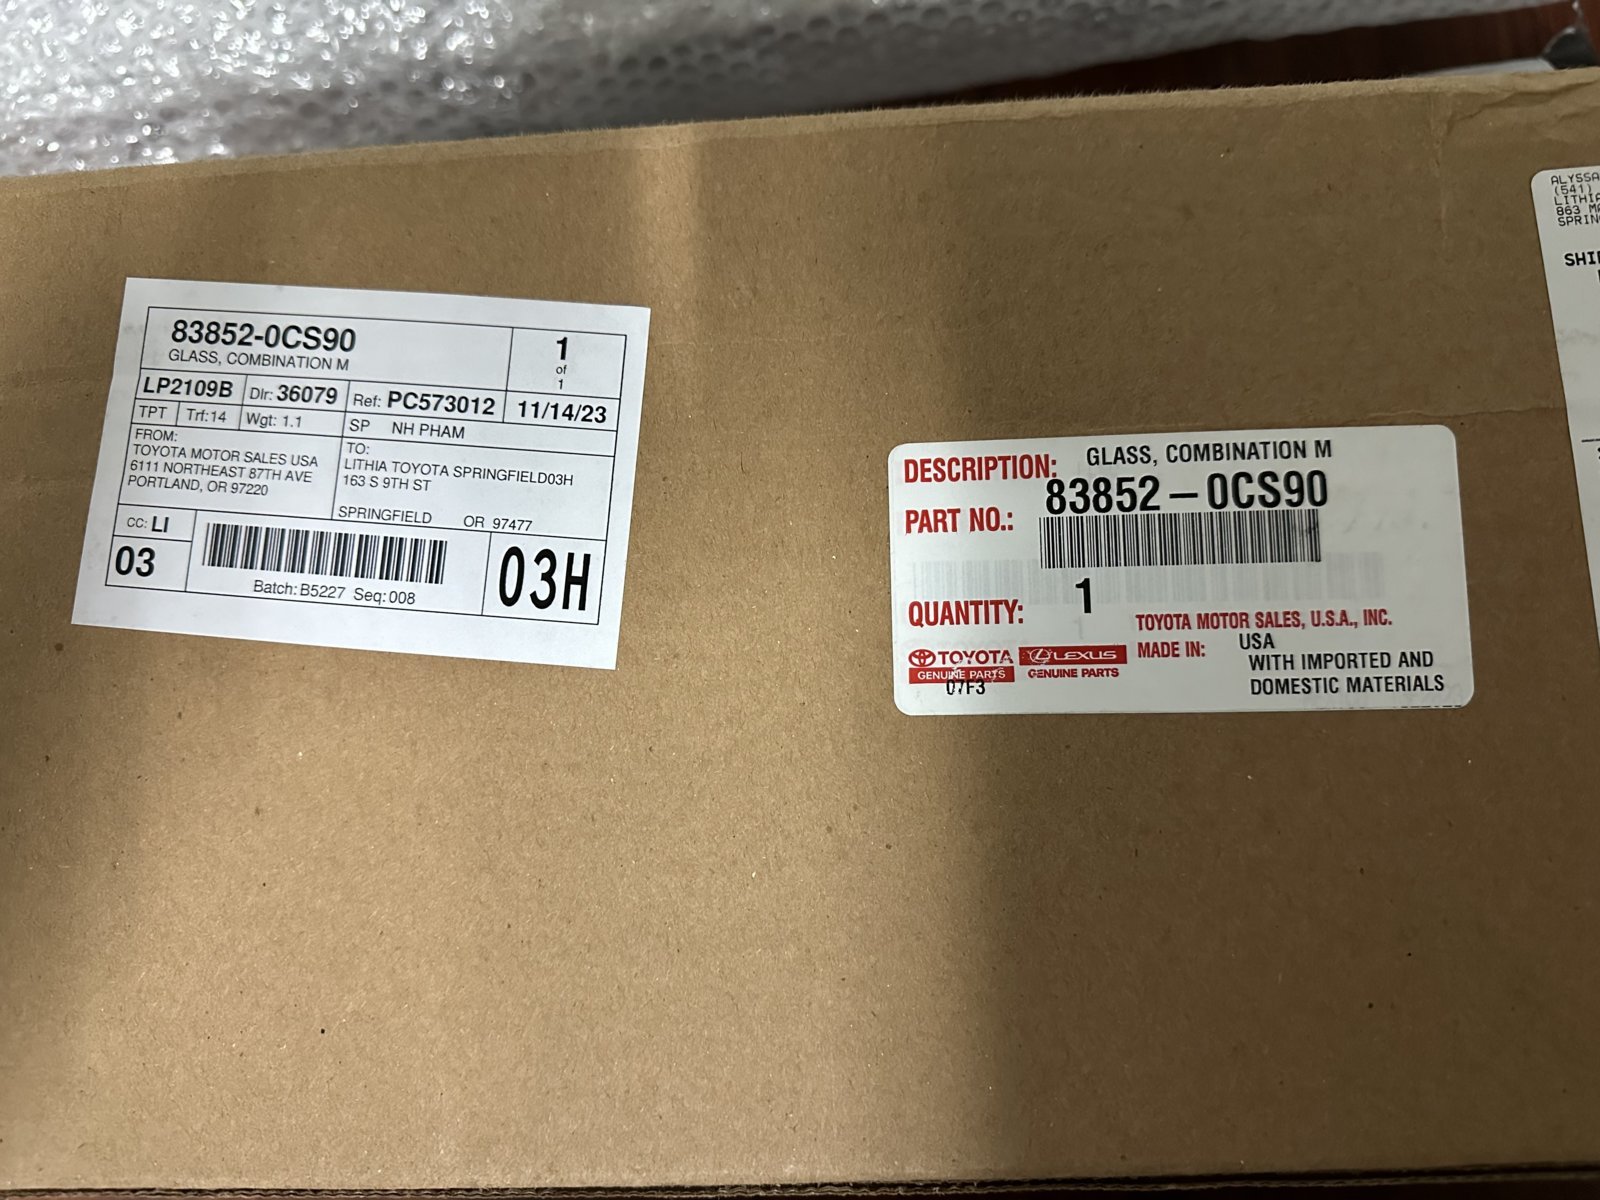 83852-0CS90
GLASS, COMBINATION M
1
of
1
LP2109B Dlr: 36079 Ref: PC573012 11/14/23
TPT Trf:14 Wgt: 1.1 SP NH PHAM
FROM:
TOYOTA MOTOR SALES USA
6111 NORTHEAST 87TH AVE
PORTLAND, OR 97220
TO:
LITHIA TOYOTA SPRINGFIELD03H
163 S 9TH ST
SPRINGFIELD OR 97477
CC: LI
03
Batch: B5227 Seq: 008
03H
DESCRIPTION: GLASS, COMBINATION M
PART NO.: 83852-0CS90
QUANTITY: 1
TOYOTA
GENUINE PARTS
LEXUS
GENUINE PARTS
07F3
TOYOTA MOTOR SALES, U.S.A., INC.
MADE IN: USA
WITH IMPORTED AND
DOMESTIC MATERIALS
ALYSSA
(541)
LITHIA
863
SPRIN
SHI